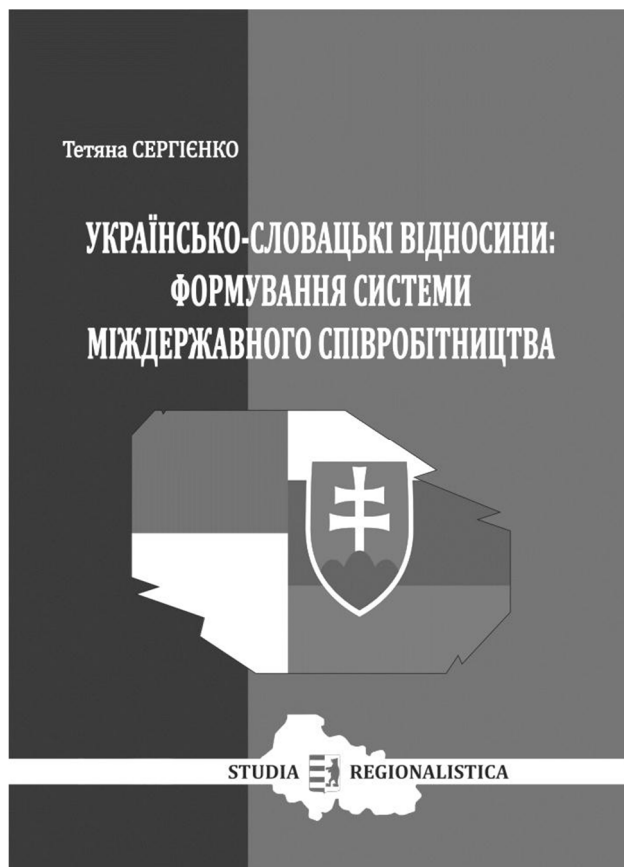 Тетяна СЕРГІЄНКО
УКРАЇНСЬКО-СЛОВАЦЬКІ ВІДНОСИНИ:
ФОРМУВАННЯ СИСТЕМИ
МІЖДЕРЖАВНОГО СПІВРОБІТНИЦТВА
STUDIA REGIONALISTICA